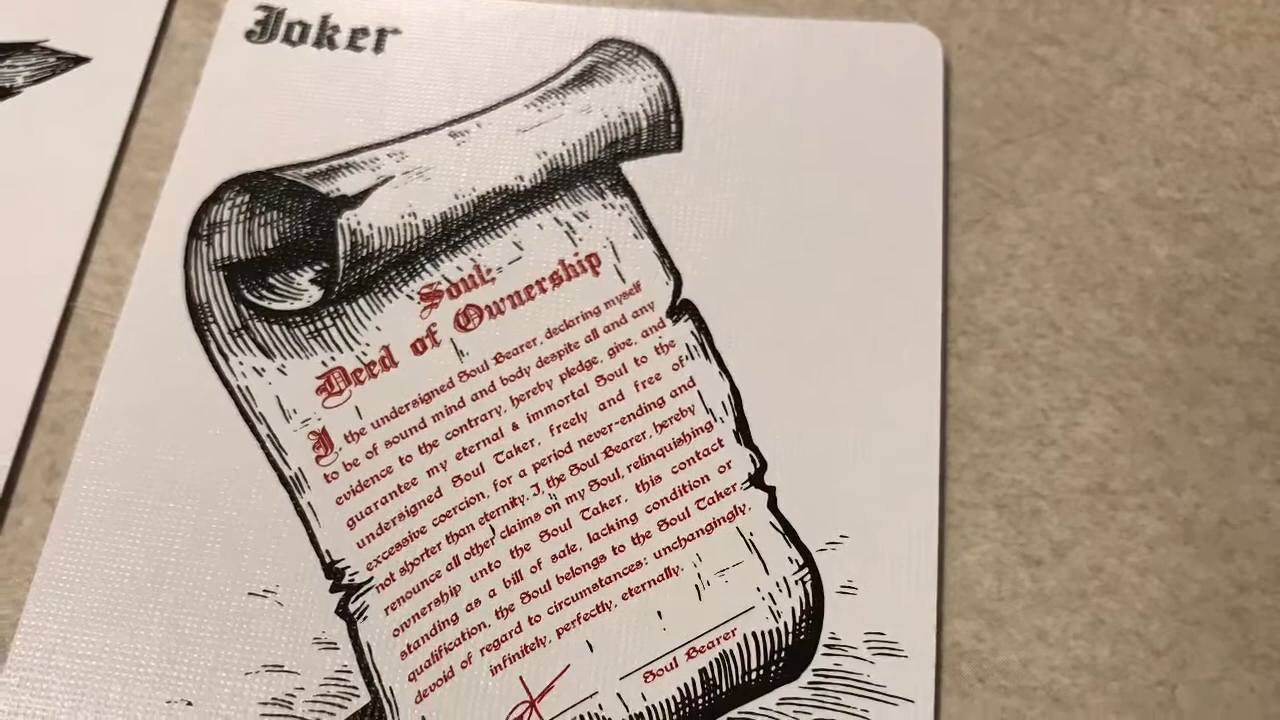 Joker
Soul:
Deed of Ownership
I, the undersigned Soul Bearer, declaring myself
to be of sound mind and body despite all and any
evidence to the contrary, hereby pledge, give, and
guarantee my eternal & immortal Soul to the
undersigned Soul Taker, freely and free of
excessive coercion, for a period never-ending and
not shorter than eternity. I, the Soul Bearer, hereby
renounce all other claims on my Soul, relinquishing
ownership unto the Soul Taker, this contact
standing as a bill of sale, lacking condition or
qualification, the Soul belongs to the Soul Taker,
devoid of regard to circumstances: unchangingly,
infinitely, perfectly, eternally.
Soul Bearer